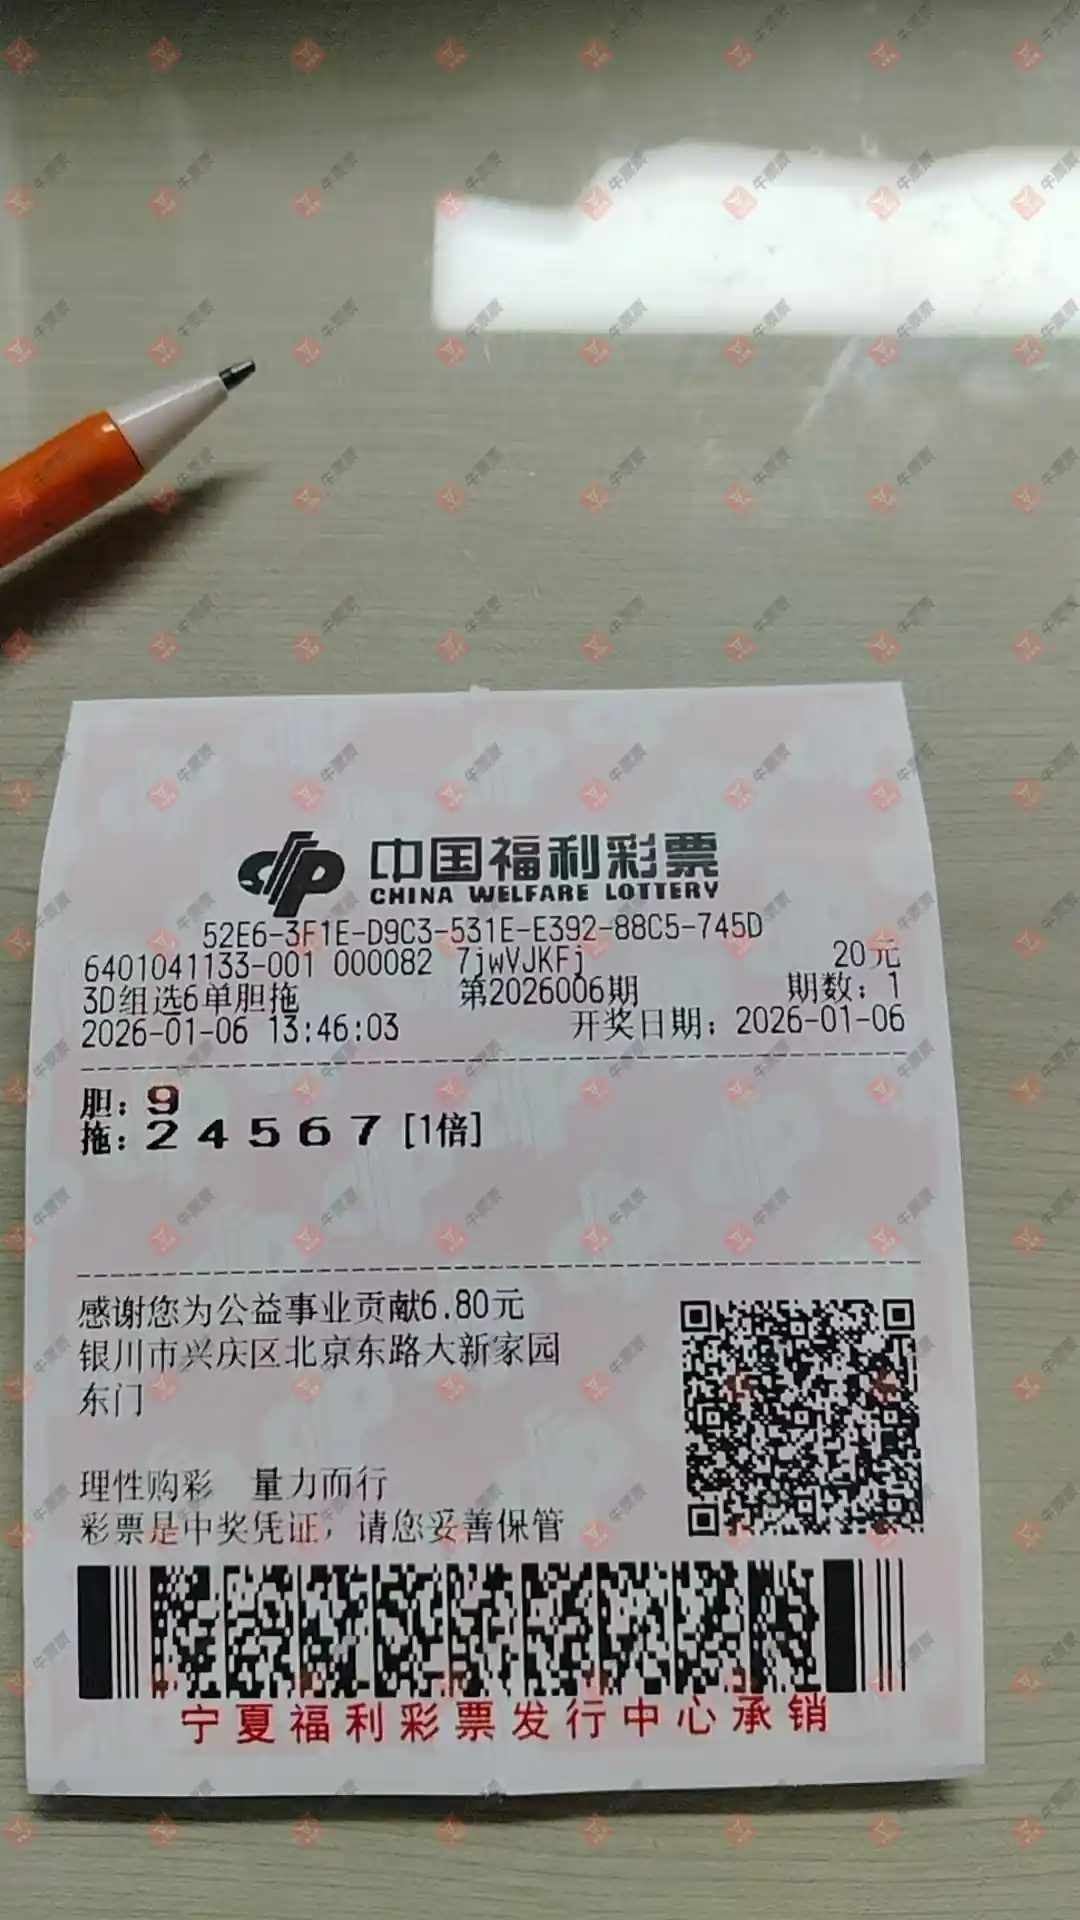 中国福利彩票
CHINA WELFARE LOTTERY
52E6-3F1E-D9C3-531E-E392-88C5-745D
6401041133-001 000082 7jwVJKFj 20元
3D组选6单胆拖 第2026006期 期数：1
2026-01-06 13:46:03 开奖日期：2026-01-06
胆：9
拖：2 4 5 6 7 [1倍]
感谢您为公益事业贡献6.80元
银川市兴庆区北京东路大新家园
东门
理性购彩 量力而行
彩票是中奖凭证，请您妥善保管
宁夏福利彩票发行中心承销